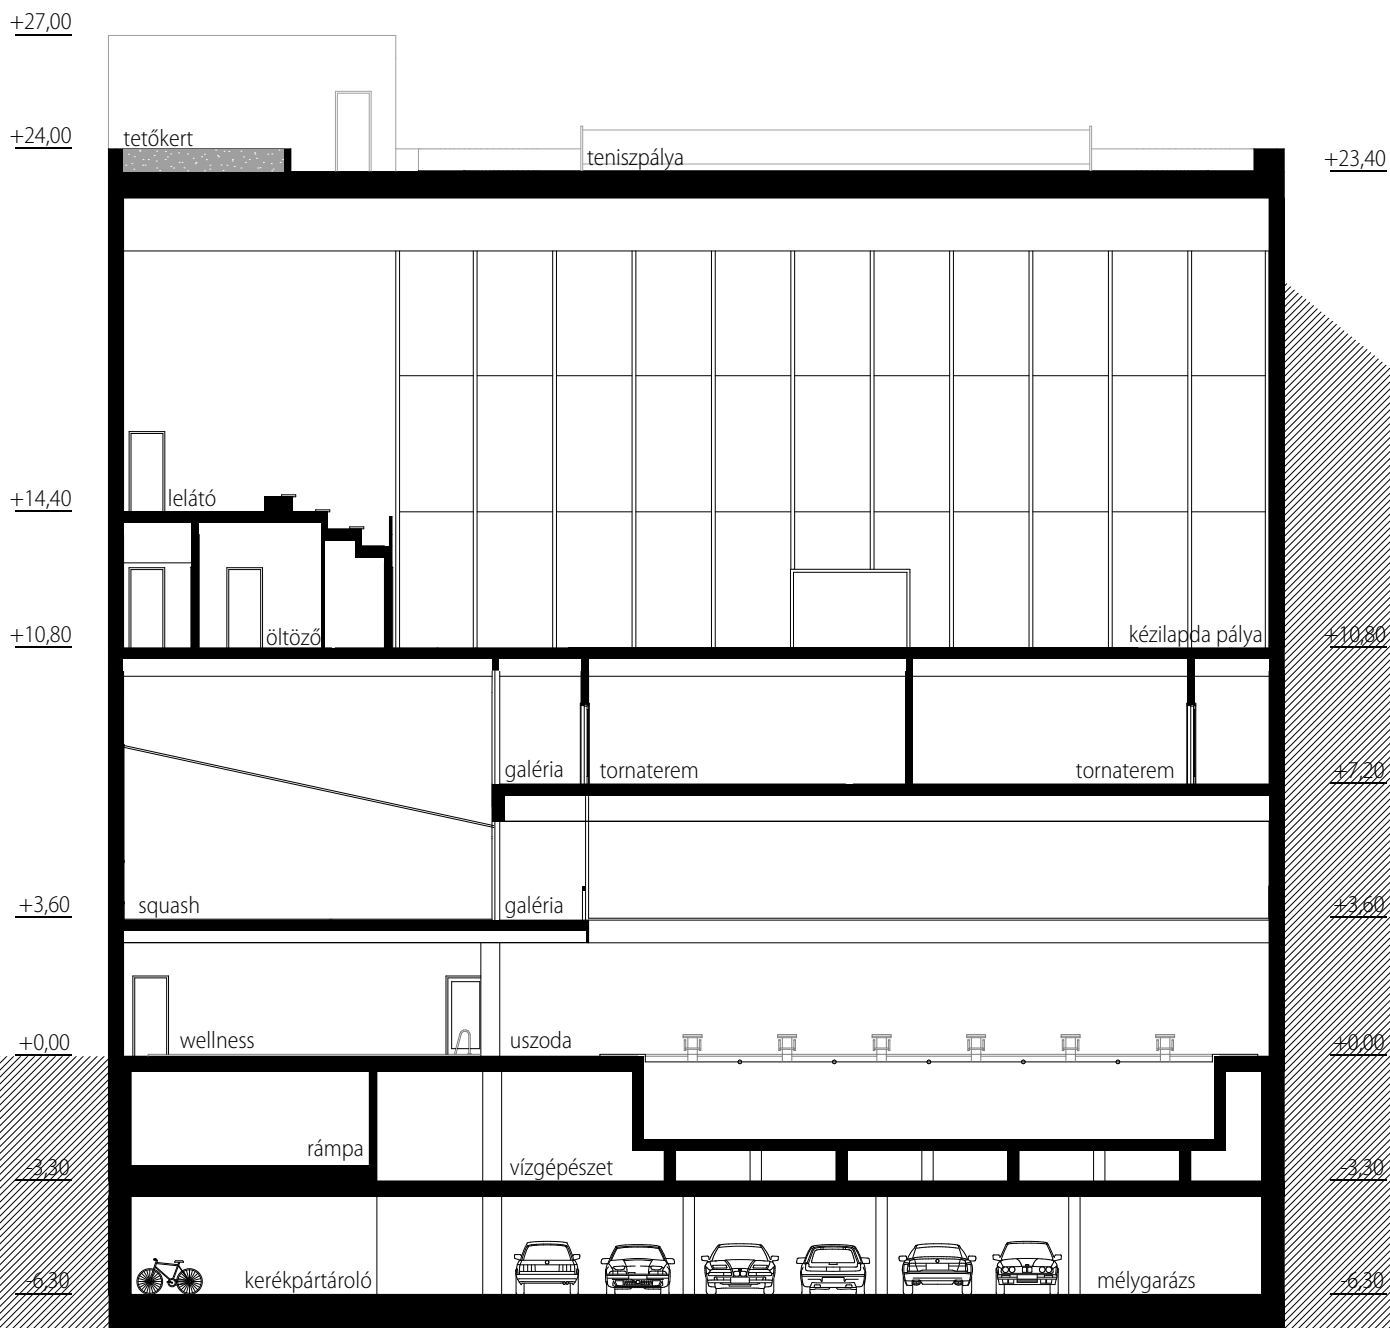 +27,00
+24,00
tetőkert
teniszpálya
+23,40
+14,40
lelátó
+10,80
öltöző
kézilapda pálya
+10,80
galéria
tornaterem
tornaterem
+7,20
+3,60
squash
galéria
+3,60
+0,00
wellness
uszoda
+0,00
rámpa
-3,30
vízgépészet
-3,30
-6,30
kerékpártároló
mélygarázs
-6,30